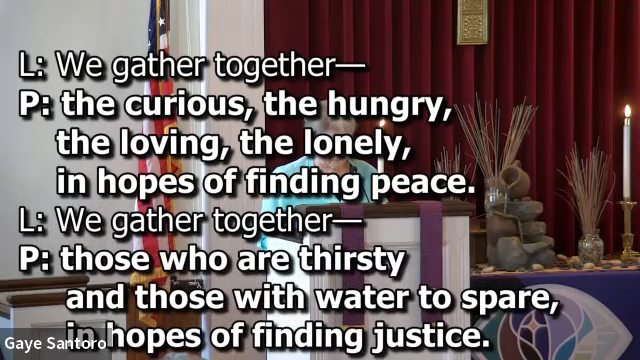 L: We gather together—
P: the curious, the hungry,
the loving, the lonely,
in hopes of finding peace.
L: We gather together—
P: those who are thirsty
and those with water to spare,
in hopes of finding justice.
Gaye Santoro